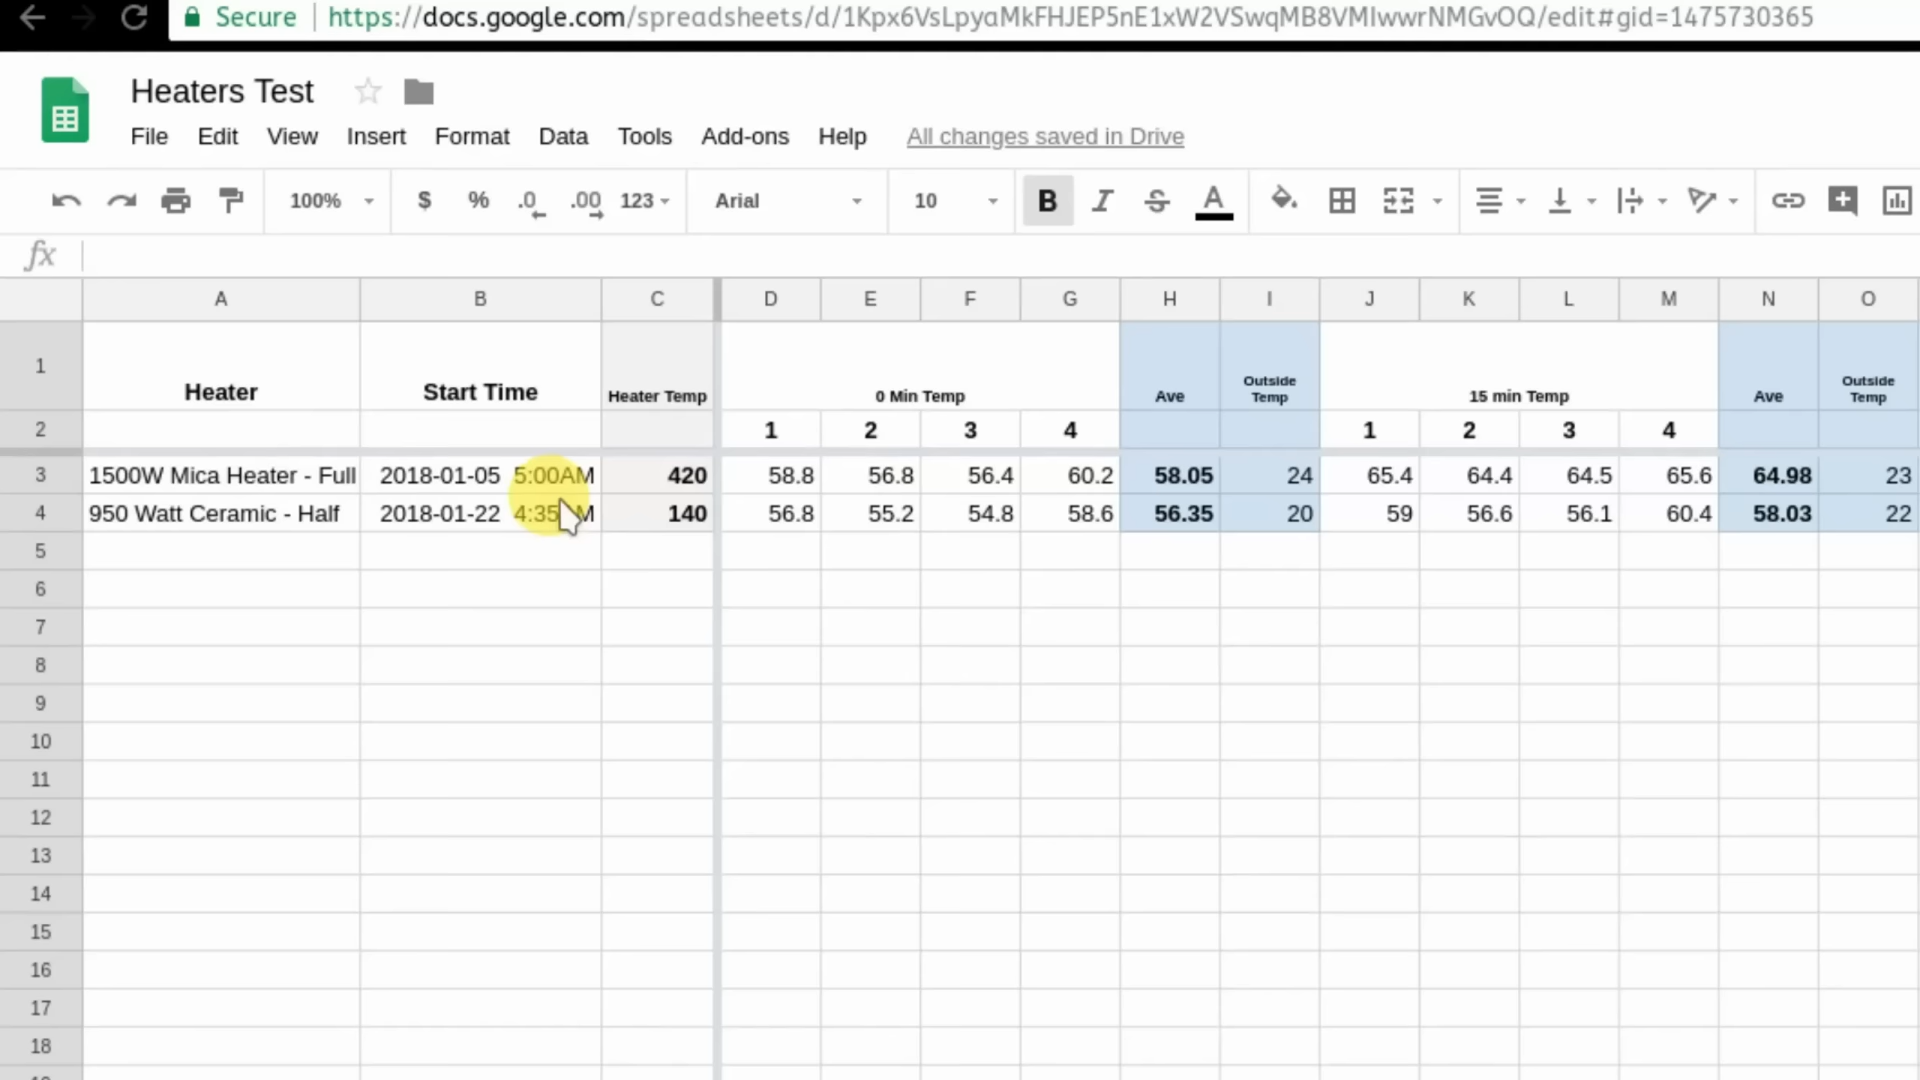 Secure https://docs.google.com/spreadsheets/d/1Kpx6VsLpyaMkFHJEP5nE1xW2VSwqMB8VMIwwrNMGvOQ/edit#gid=1475730365
Heaters Test
File Edit View Insert Format Data Tools Add-ons Help All changes saved in Drive
100% $ % .0 .00 123 Arial 10 B I S A
fx
A B C D E F G H I J K L M N O
1 Heater Start Time Heater Temp 0 Min Temp Ave Outside Temp 15 min Temp Ave Outside Temp
2 1 2 3 4 1 2 3 4
3 1500W Mica Heater - Full 2018-01-05 5:00AM 420 58.8 56.8 56.4 60.2 58.05 24 65.4 64.4 64.5 65.6 64.98 23
4 950 Watt Ceramic - Half 2018-01-22 4:35 M 140 56.8 55.2 54.8 58.6 56.35 20 59 56.6 56.1 60.4 58.03 22
5
6
7
8
9
10
11
12
13
14
15
16
17
18